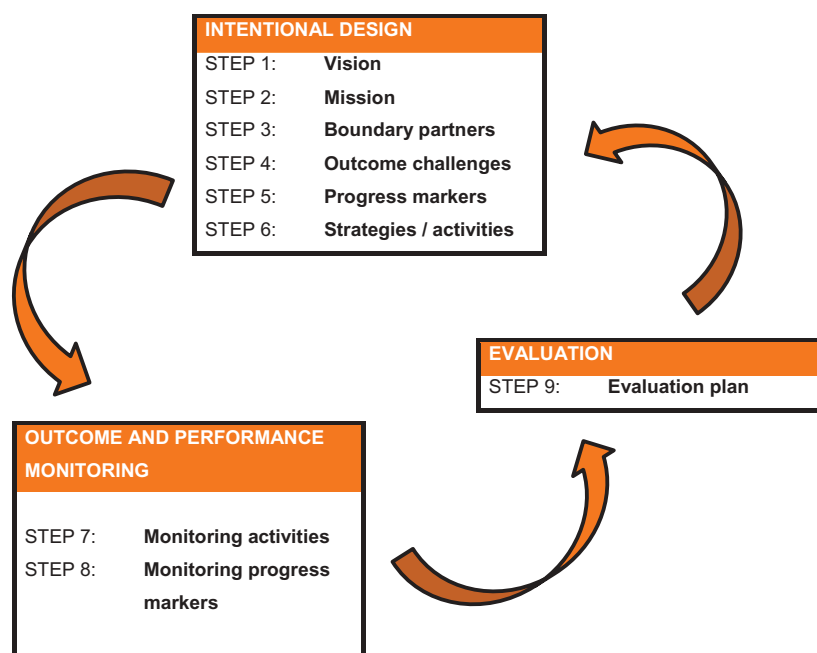 INTENTIONAL DESIGN
STEP 1: Vision
STEP 2: Mission
STEP 3: Boundary partners
STEP 4: Outcome challenges
STEP 5: Progress markers
STEP 6: Strategies / activities
EVALUATION
STEP 9: Evaluation plan
OUTCOME AND PERFORMANCE
MONITORING
STEP 7: Monitoring activities
STEP 8: Monitoring progress
markers